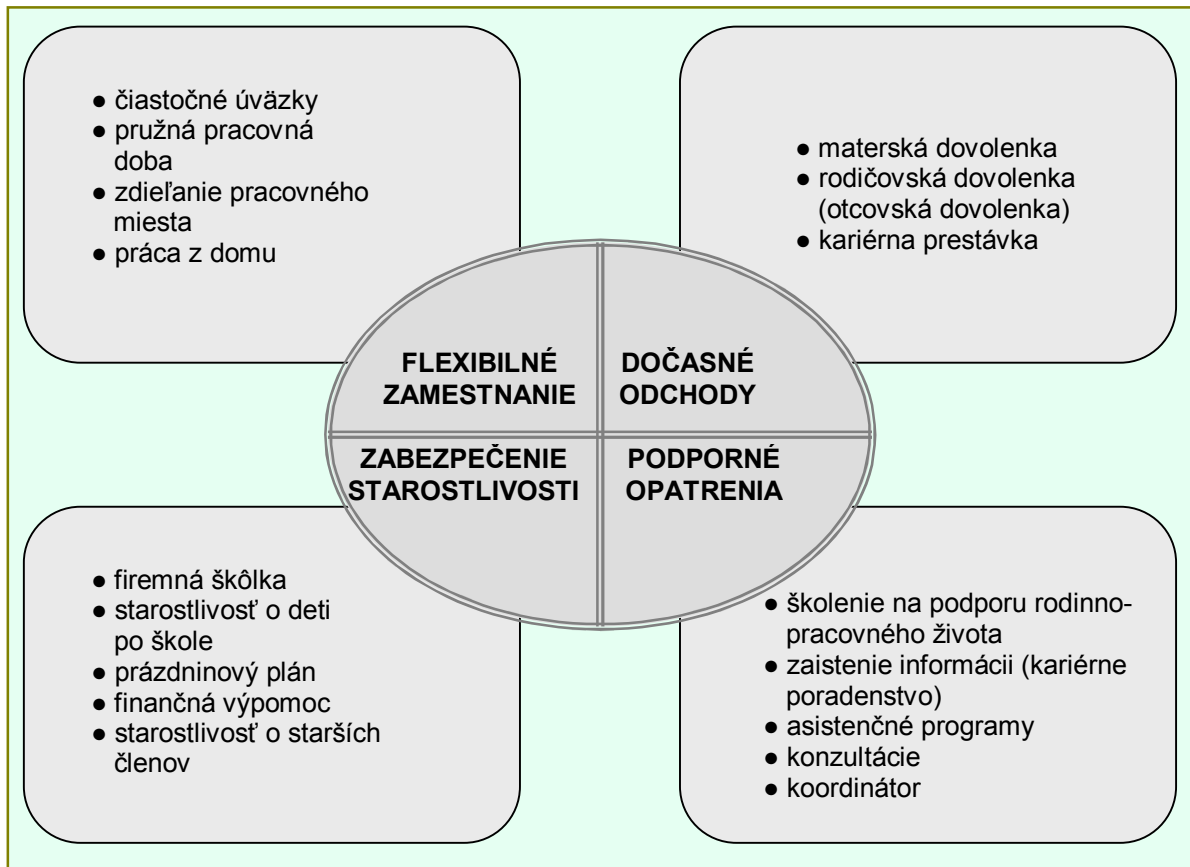 ● čiastočné úväzky
● pružná pracovná
doba
● zdieľanie pracovného
miesta
● práca z domu
● materská dovolenka
● rodičovská dovolenka
(otcovská dovolenka)
● kariérna prestávka
FLEXIBILNÉ
ZAMESTNANIE
DOČASNÉ
ODCHODY
ZABEZPEČENIE
STAROSTLIVOSTI
PODPORNÉ
OPATRENIA
● firemná škôlka
● starostlivosť o deti
po škole
● prázdninový plán
● finančná výpomoc
● starostlivosť o starších
členov
● školenie na podporu rodinno-
pracovného života
● zaistenie informácii (kariérne
poradenstvo)
● asistenčné programy
● konzultácie
● koordinátor